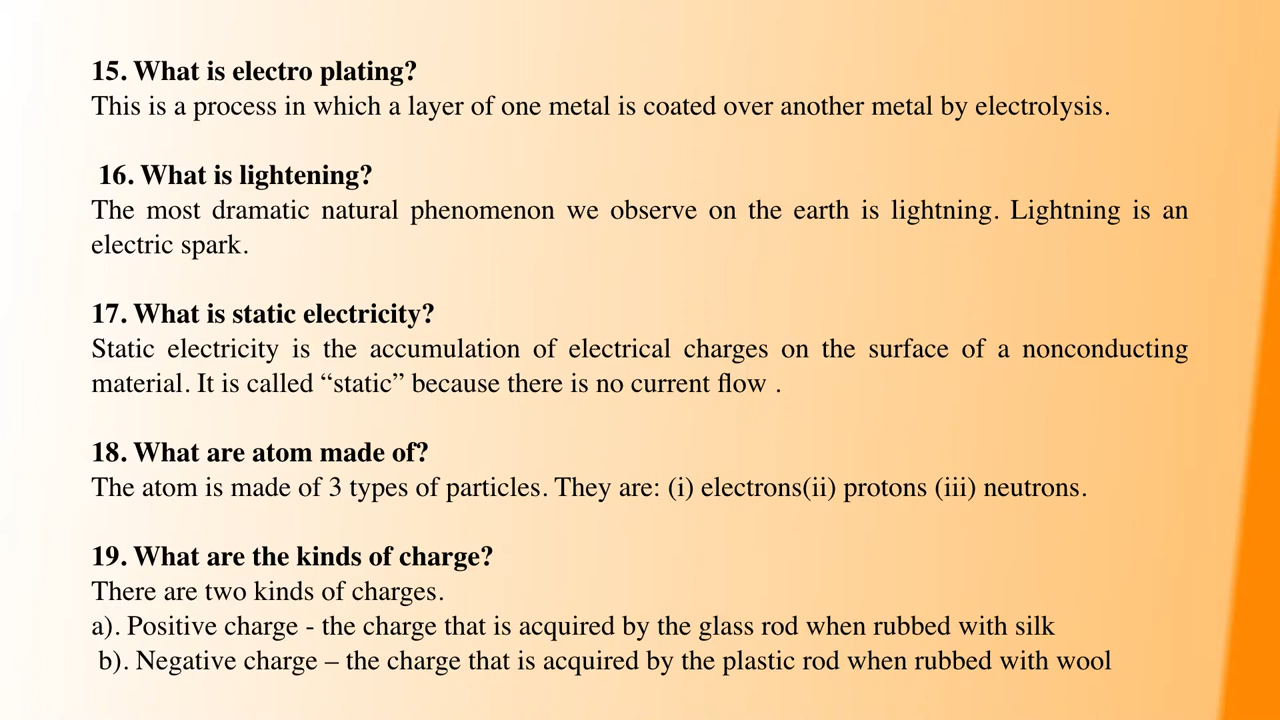 15. What is electro plating?
This is a process in which a layer of one metal is coated over another metal by electrolysis.
16. What is lightening?
The most dramatic natural phenomenon we observe on the earth is lightning. Lightning is an
electric spark.
17. What is static electricity?
Static electricity is the accumulation of electrical charges on the surface of a nonconducting
material. It is called “static” because there is no current flow .
18. What are atom made of?
The atom is made of 3 types of particles. They are: (i) electrons(ii) protons (iii) neutrons.
19. What are the kinds of charge?
There are two kinds of charges.
a). Positive charge - the charge that is acquired by the glass rod when rubbed with silk
b). Negative charge – the charge that is acquired by the plastic rod when rubbed with wool